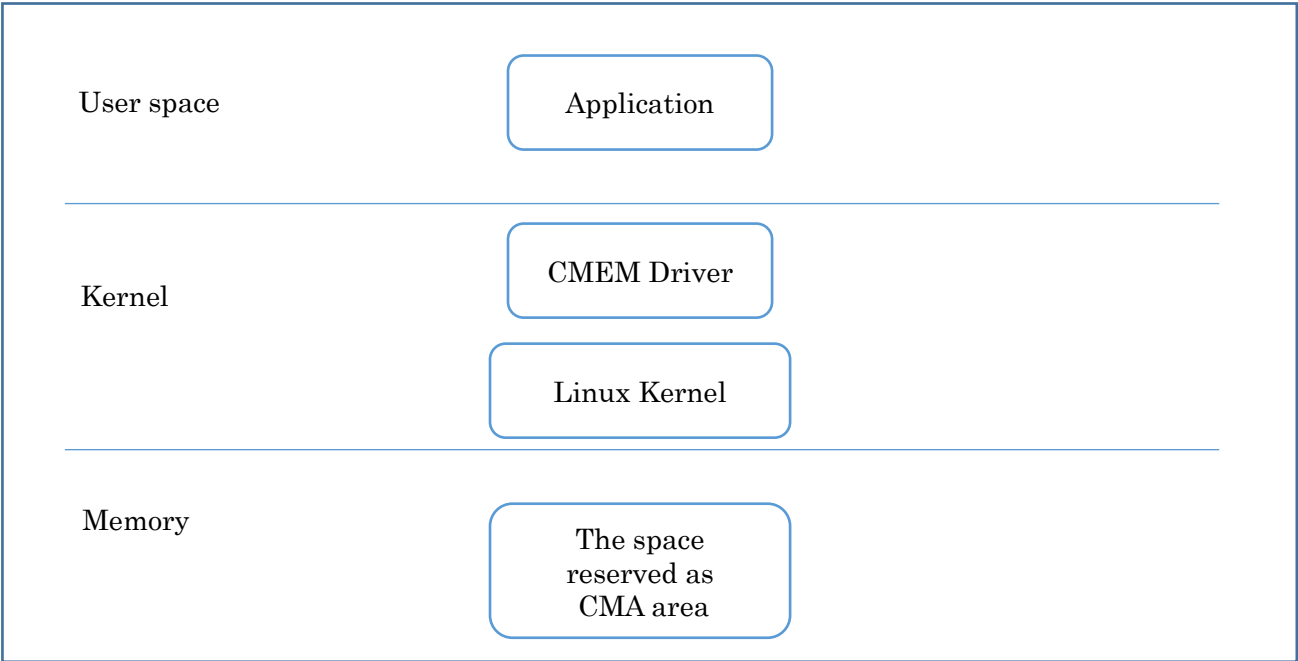 User space
Application
CMEM Driver
Kernel
Linux Kernel
Memory
The space
reserved as
CMA area